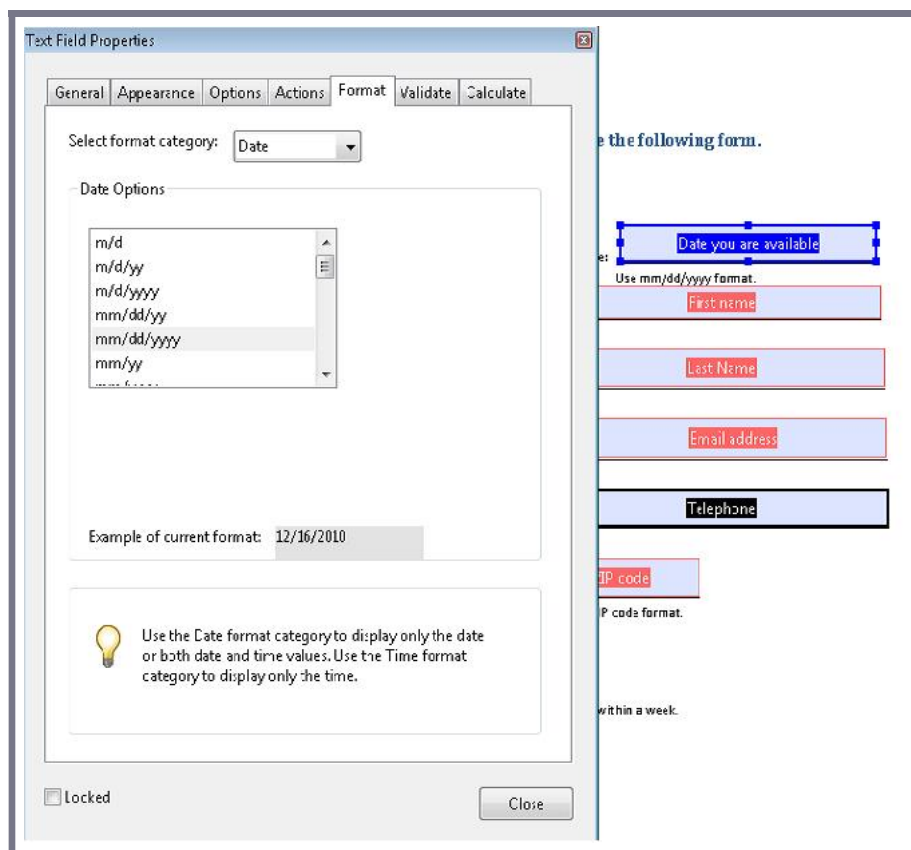 Text Field Properties
General Appearance Options Actions Format Validate Calculate
Select format category: Date
Date Options
m/d
m/d/yy
m/d/yyyy
mm/dd/yy
mm/dd/yyyy
mm/yy
Example of current format: 12/16/2010
Use the Date format category to display only the date
or both date and time values. Use the Time format
category to display only the time.
Locked
Close
e the following form.
e: Date you are available
Use mm/dd/yyyy format.
First name
Last Name
Email address
Telephone
IP code
IP code format.
within a week.